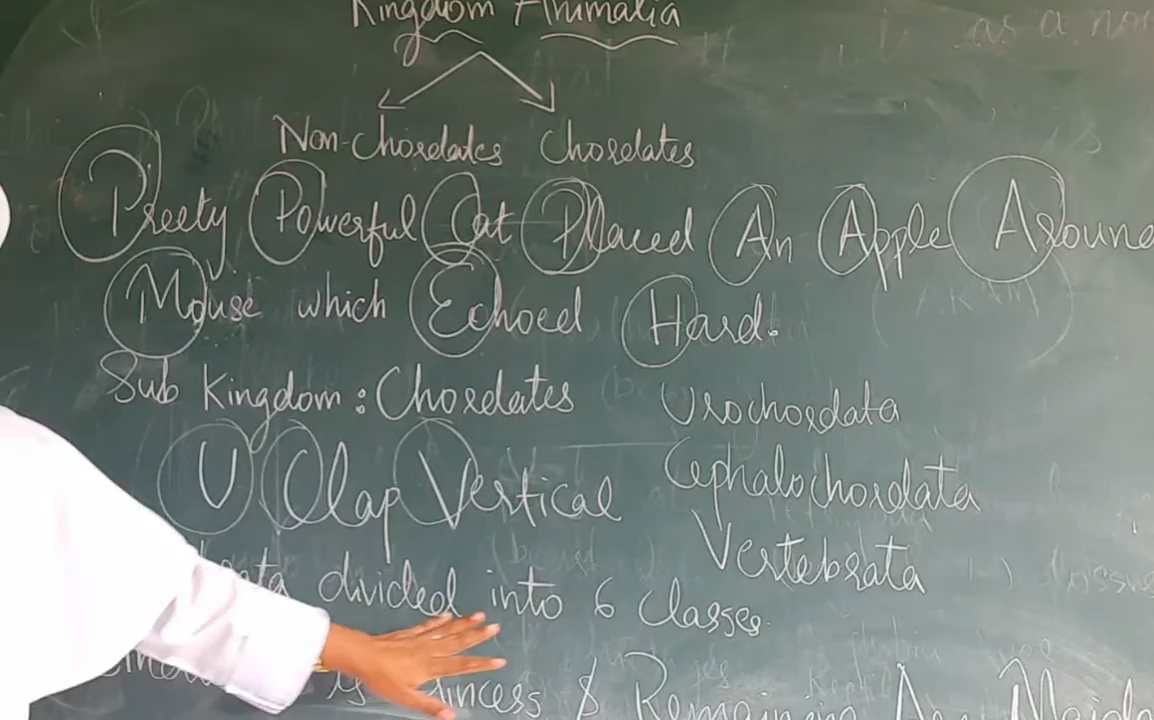 Kingdom Animalia
Non-Chordates Chordates
Preety Powerful Cat Placed An Apple Around
Mouse which Echoed Hard.
Sub Kingdom: Chordates
Urochordata
U Clap Vertical
Cephalochordata
Vertebrata
divided into 6 classes.
& Remaining Are